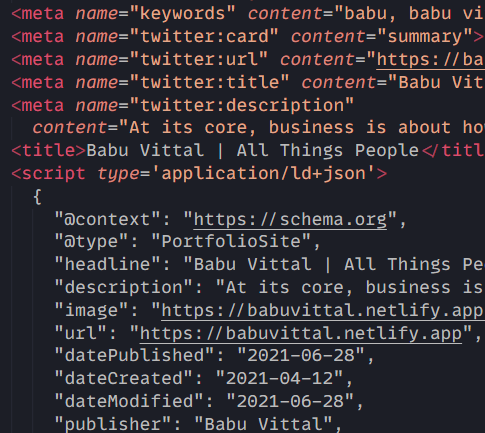 <meta name="keywords" content="babu, babu vi
<meta name="twitter:card" content="summary">
<meta name="twitter:url" content="https://ba
<meta name="twitter:title" content="Babu Vit
<meta name="twitter:description"
content="At its core, business is about ho
<title>Babu Vittal | All Things People</titl
<script type='application/ld+json'>
{
"@context": "https://schema.org",
"@type": "PortfolioSite",
"headline": "Babu Vittal | All Things Pe
"description": "At its core, business is
"image": "https://babuvittal.netlify.app
"url": "https://babuvittal.netlify.app",
"datePublished": "2021-06-28",
"dateCreated": "2021-04-12",
"dateModified": "2021-06-28",
"publisher": "Babu Vittal",